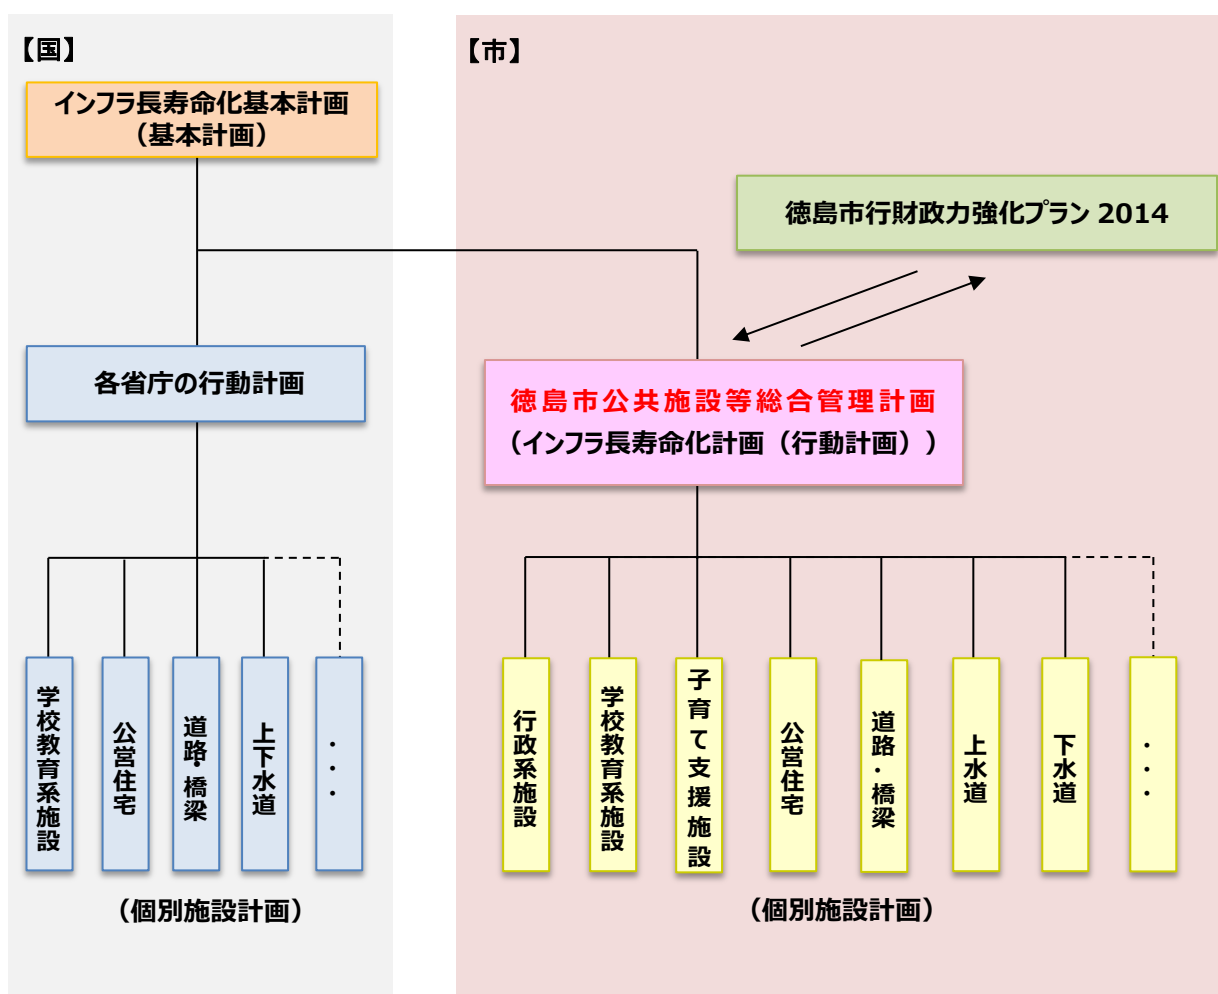 【国】
インフラ長寿命化基本計画
（基本計画）
各省庁の行動計画
学校教育系施設
公営住宅
道路・橋梁
上下水道
・・・
（個別施設計画）
【市】
徳島市行財政力強化プラン 2014
徳島市公共施設等総合管理計画
（インフラ長寿命化計画（行動計画））
行政系施設
学校教育系施設
子育て支援施設
公営住宅
道路・橋梁
上水道
下水道
・・・
（個別施設計画）